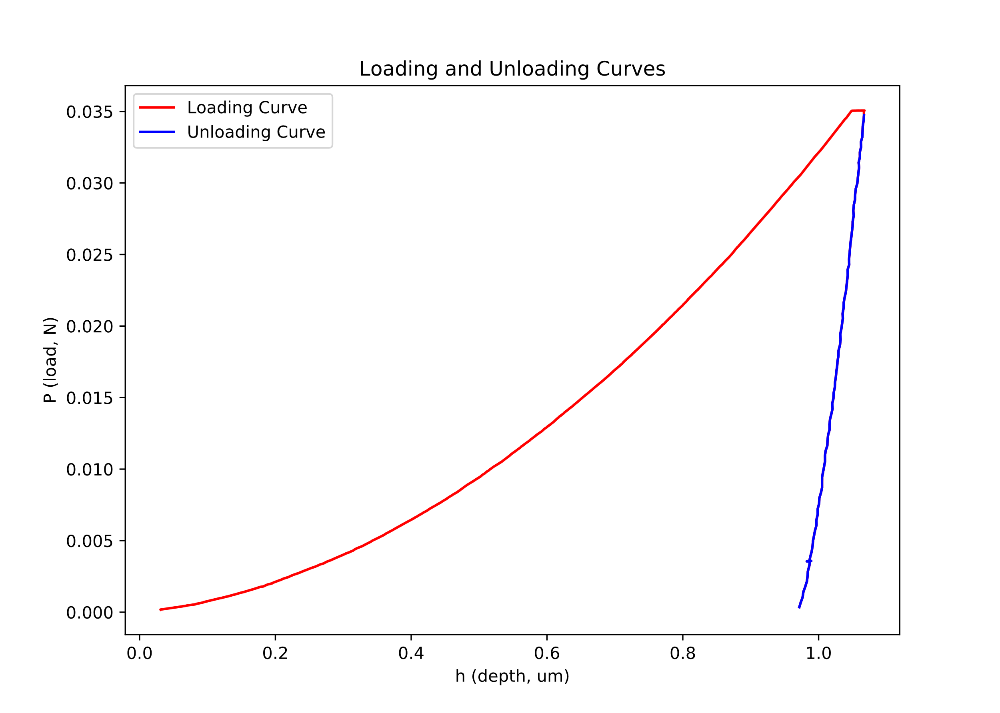 Loading and Unloading Curves
Loading Curve
Unloading Curve
0.035
0.030
0.025
0.020
0.015
0.010
0.005
0.000
P (load, N)
0.0 0.2 0.4 0.6 0.8 1.0
h (depth, um)